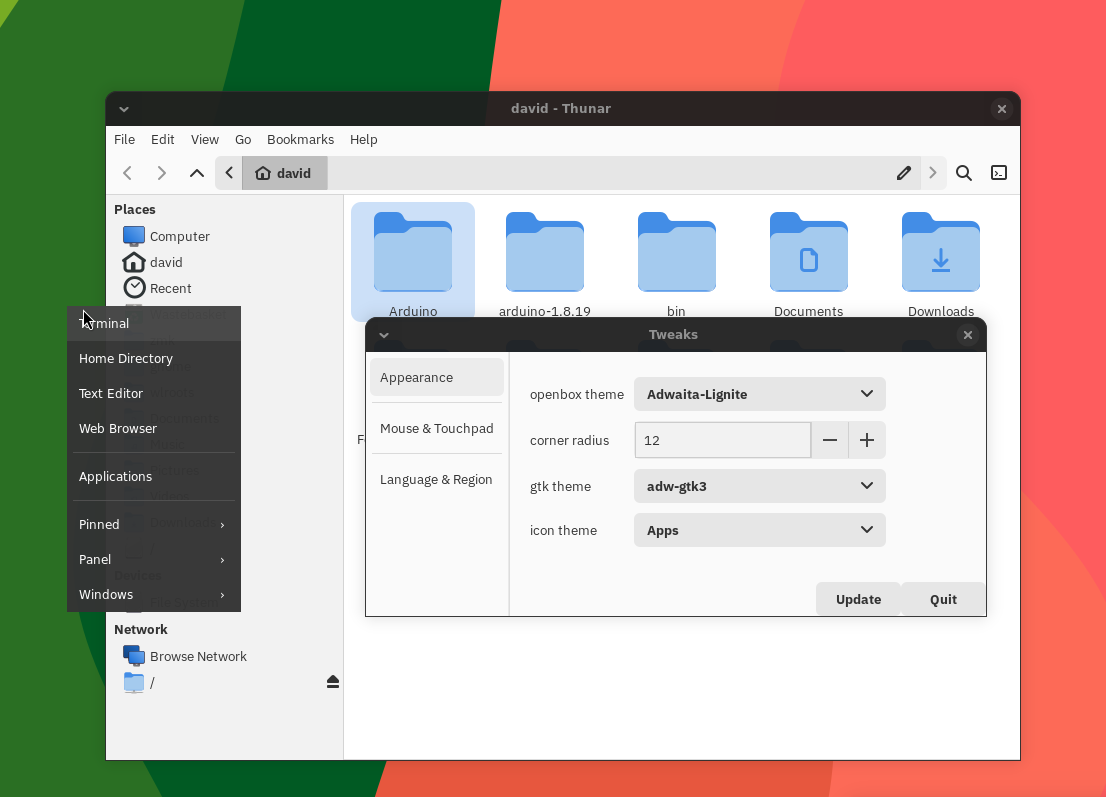 david - Thunar
File Edit View Go Bookmarks Help
david
Places
Computer
david
Recent
Terminal
Home Directory
Text Editor
Web Browser
Applications
Pinned
Panel
Windows
Devices
Network
Browse Network
/
Arduino arduino-1.8.19 bin Documents Downloads
Tweaks
Appearance
Mouse & Touchpad
Language & Region
openbox theme Adwaita-Lignite
corner radius 12
gtk theme adw-gtk3
icon theme Apps
Update Quit